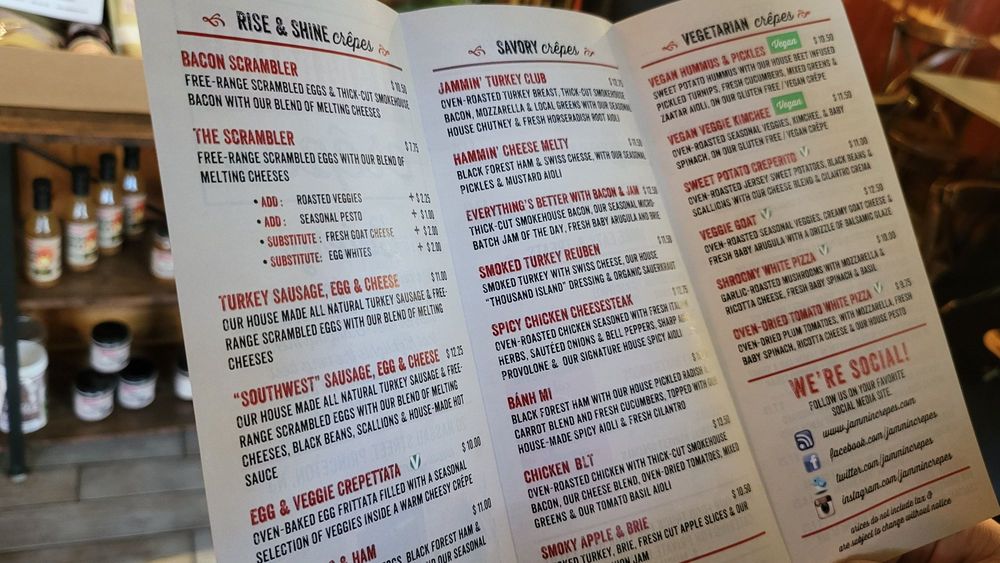 RISE & SHINE crêpes
BACON SCRAMBLER
FREE-RANGE SCRAMBLED EGGS & THICK-CUT SMOKEHOUSE $10.50
BACON WITH OUR BLEND OF MELTING CHEESES
THE SCRAMBLER $7.75
FREE-RANGE SCRAMBLED EGGS WITH OUR BLEND OF
MELTING CHEESES
• ADD: ROASTED VEGGIES + $2.25
• ADD: SEASONAL PESTO + $1.00
• SUBSTITUTE: FRESH GOAT CHEESE + $2.00
• SUBSTITUTE: EGG WHITES + $2.00
TURKEY SAUSAGE, EGG & CHEESE $11.00
OUR HOUSE MADE ALL NATURAL TURKEY SAUSAGE & FREE-
RANGE SCRAMBLED EGGS WITH OUR BLEND OF MELTING
CHEESES
"SOUTHWEST" SAUSAGE, EGG & CHEESE $12.25
OUR HOUSE MADE ALL NATURAL TURKEY SAUSAGE & FREE-
RANGE SCRAMBLED EGGS WITH OUR BLEND OF MELTING
CHEESES, BLACK BEANS, SCALLIONS & HOUSE-MADE HOT
SAUCE
EGG & VEGGIE CREPETTATA V $10.00
OVEN-BAKED EGG FRITTATA FILLED WITH A SEASONAL
SELECTION OF VEGGIES INSIDE A WARM CHEESY CRÊPE
& HAM $11.00
EGGS, BLACK FOREST HAM &
OUR SEASONAL
SAVORY crêpes
JAMMIN' TURKEY CLUB
OVEN-ROASTED TURKEY BREAST, THICK-CUT SMOKEHOUSE
BACON, MOZZARELLA & LOCAL GREENS WITH OUR SEASONAL
HOUSE CHUTNEY & FRESH HORSERADISH ROOT AIOLI
HAMMIN' CHEESE MELTY
BLACK FOREST HAM & SWISS CHEESE, WITH OUR SEASONAL
PICKLES & MUSTARD AIOLI
EVERYTHING'S BETTER WITH BACON & JAM
THICK-CUT SMOKEHOUSE BACON, OUR SEASONAL MICRO-
BATCH JAM OF THE DAY, FRESH BABY ARUGULA AND BRIE
SMOKED TURKEY REUBEN $11.50
SMOKED TURKEY WITH SWISS CHEESE, OUR HOUSE
"THOUSAND ISLAND" DRESSING & ORGANIC SAUERKRAUT
SPICY CHICKEN CHEESESTEAK
OVEN-ROASTED CHICKEN SEASONED WITH FRESH
HERBS, SAUTÉED ONIONS & BELL PEPPERS, SHARP
PROVOLONE & OUR SIGNATURE HOUSE SPICY AIOLI
BÁNH MI
BLACK FOREST HAM WITH OUR HOUSE PICKLED RADISH &
CARROT BLEND AND FRESH CUCUMBERS, TOPPED WITH OUR
HOUSE-MADE SPICY AIOLI & FRESH CILANTRO
CHICKEN BLT $12.50
OVEN-ROASTED CHICKEN WITH THICK-CUT SMOKEHOUSE
BACON, OUR CHEESE BLEND, OVEN-DRIED TOMATOES, MIXED
GREENS & OUR TOMATO BASIL AIOLI
SMOKY APPLE & BRIE $10.50
TURKEY, BRIE, FRESH CUT APPLE SLICES & OUR
JAM
VEGETARIAN crêpes
VEGAN HUMMUS & PICKLES Vegan $10.50
SWEET POTATO HUMMUS WITH OUR HOUSE BEET INFUSED
PICKLED TURNIPS, FRESH CUCUMBERS, MIXED GREENS &
ZAATAR AIOLI, ON OUR GLUTEN FREE / VEGAN CRÊPE
VEGAN VEGGIE KIMCHEE Vegan $11.50
OVEN-ROASTED SEASONAL VEGGIES, KIMCHEE, & BABY
SPINACH, ON OUR GLUTEN FREE / VEGAN CRÊPE
SWEET POTATO CREPERITO V $11.00
OVEN-ROASTED JERSEY SWEET POTATOES, BLACK BEANS &
SCALLIONS WITH OUR CHEESE BLEND & CILANTRO CREMA
VEGGIE GOAT V $12.50
OVEN-ROASTED SEASONAL VEGGIES, CREAMY GOAT CHEESE &
FRESH BABY ARUGULA WITH A DRIZZLE OF BALSAMIC GLAZE
SHROOMY WHITE PIZZA V $10.00
GARLIC-ROASTED MUSHROOMS WITH MOZZARELLA &
RICOTTA CHEESE, FRESH BABY SPINACH & BASIL
OVEN-DRIED TOMATO WHITE PIZZA V $9.75
OVEN-DRIED PLUM TOMATOES, WITH MOZZARELLA, FRESH
BABY SPINACH, RICOTTA CHEESE & OUR HOUSE PESTO
WE'RE SOCIAL!
FOLLOW US ON YOUR FAVORITE
SOCIAL MEDIA SITE.
www.jammincrepes.com
facebook.com/jammincrepes
twitter.com/jammincrepes
instagram.com/jammincrepes
prices do not include tax &
are subject to change without notice